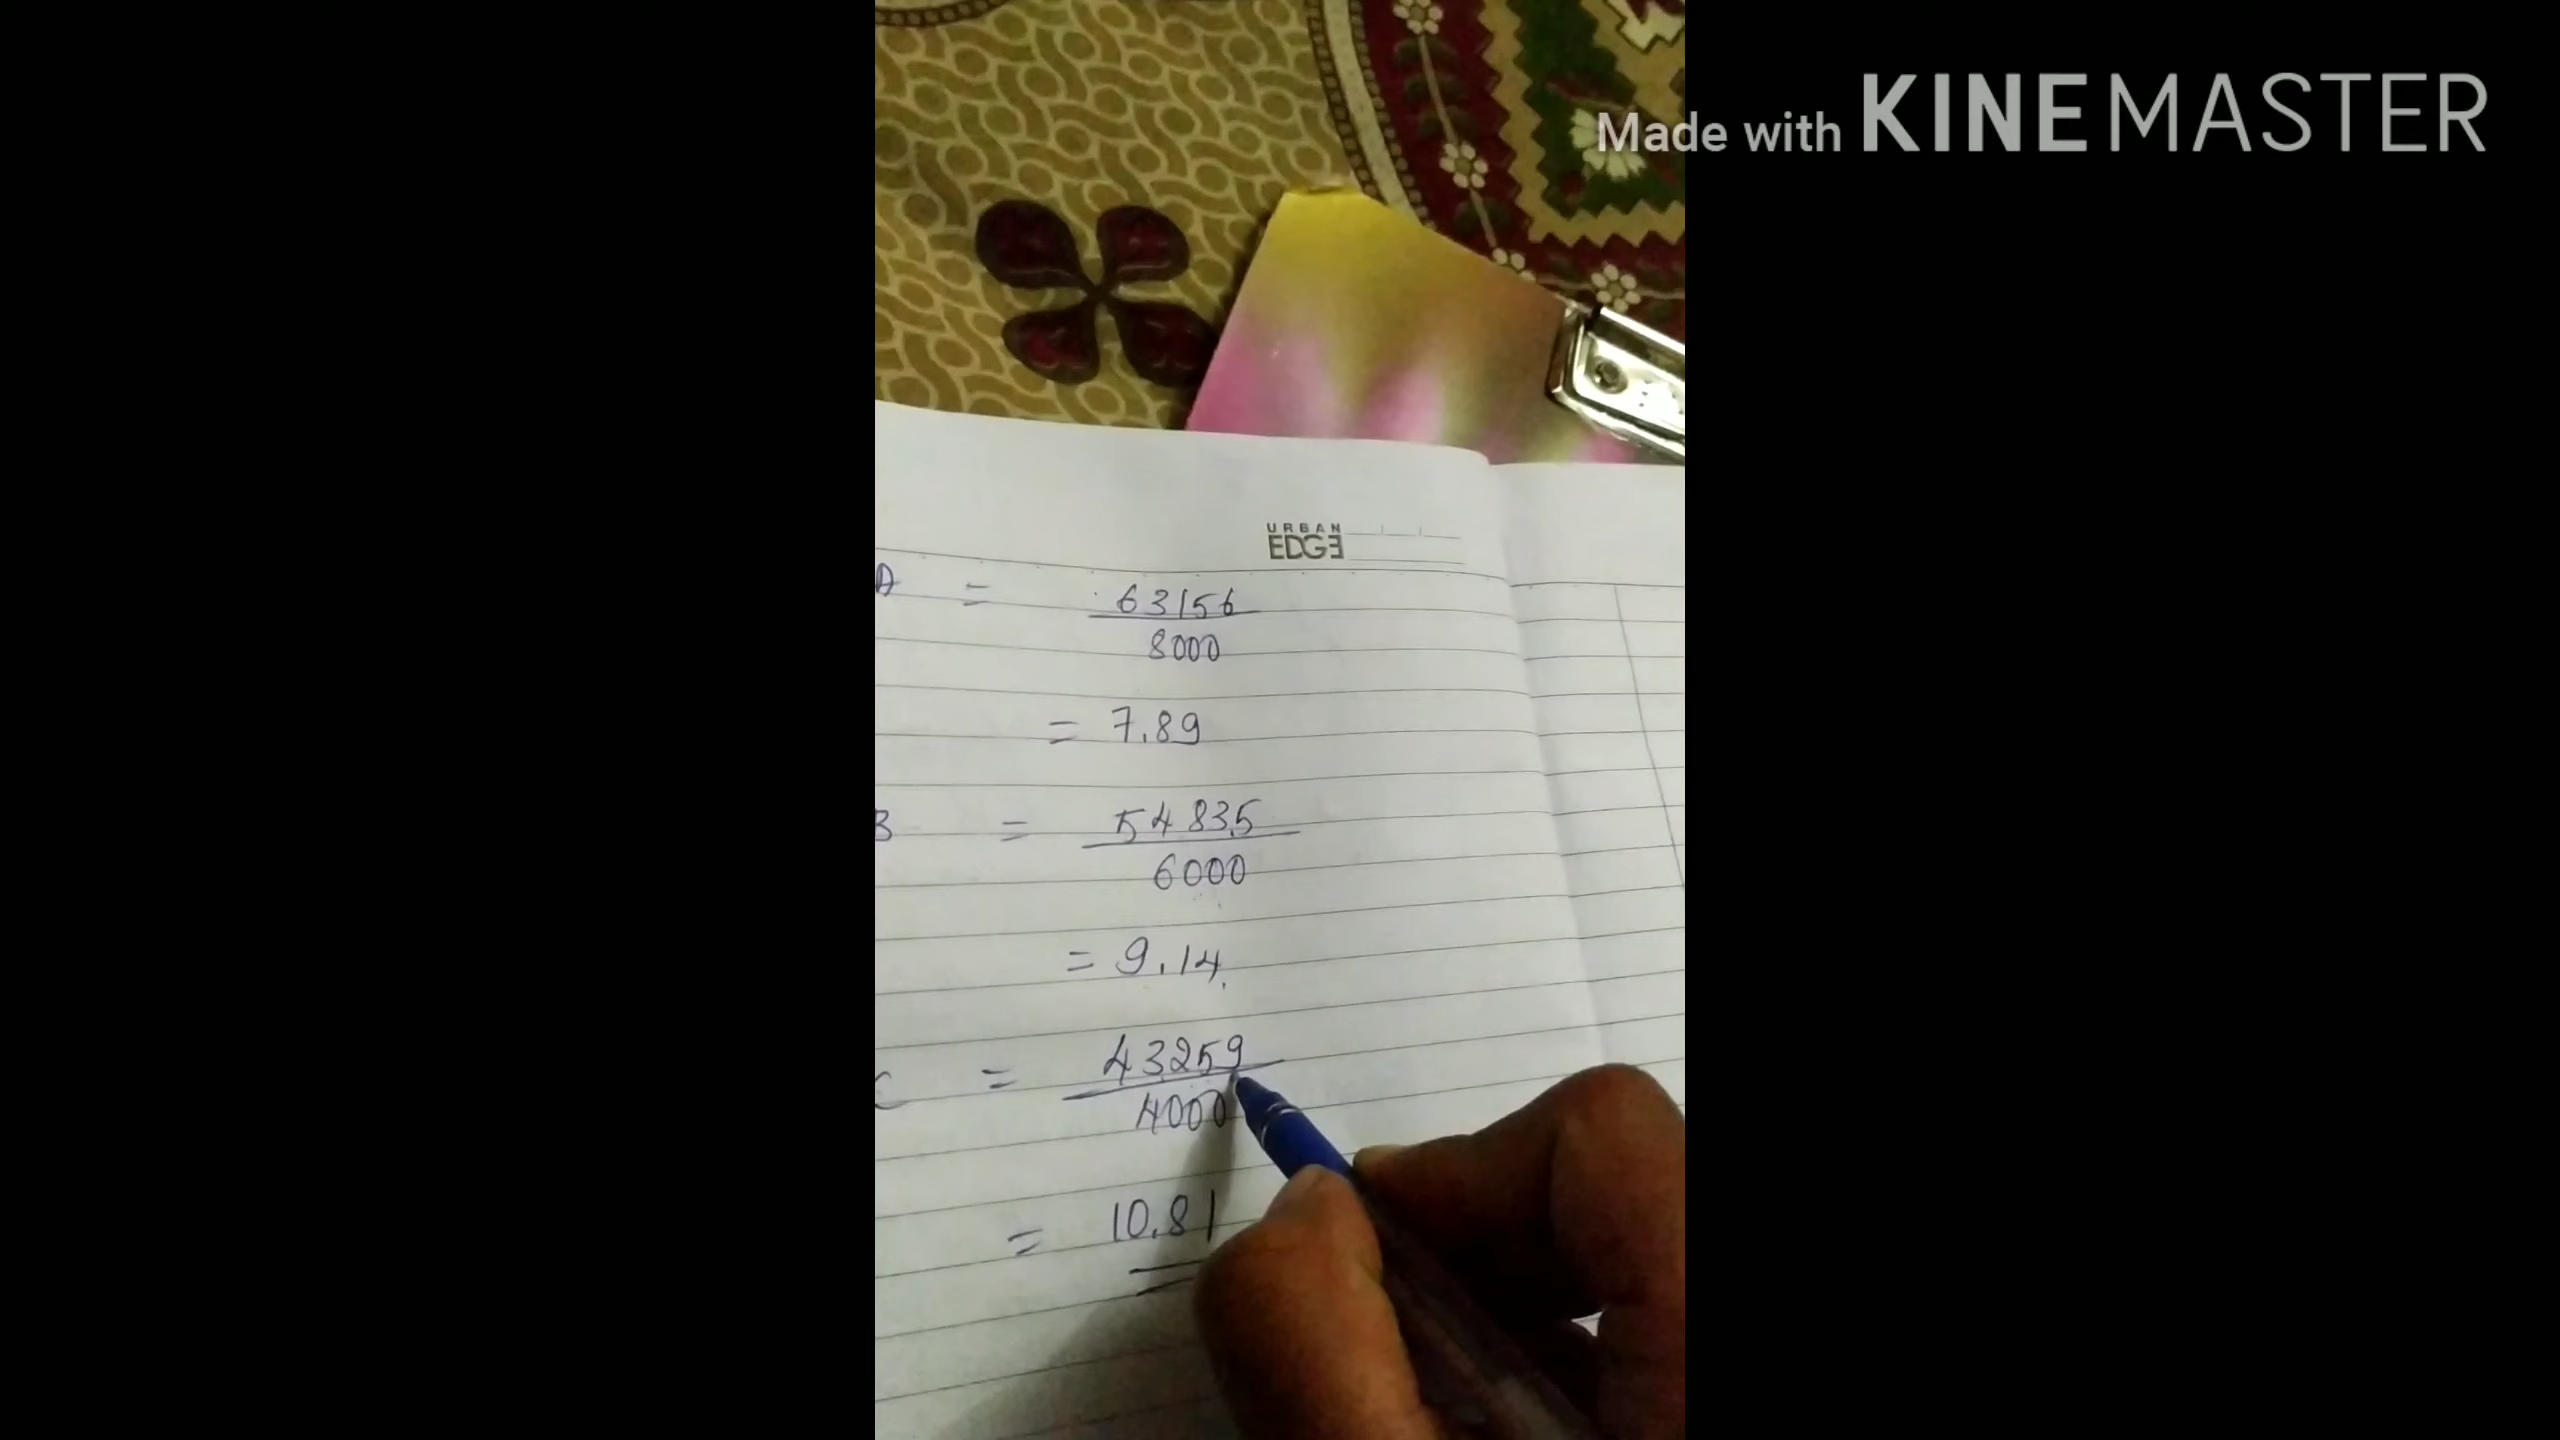 Made with KINEMASTER
URBAN
EDGE
A = 63156
8000
= 7.89
B = 54835
6000
= 9.14
C = 43259
4000
= 10.81